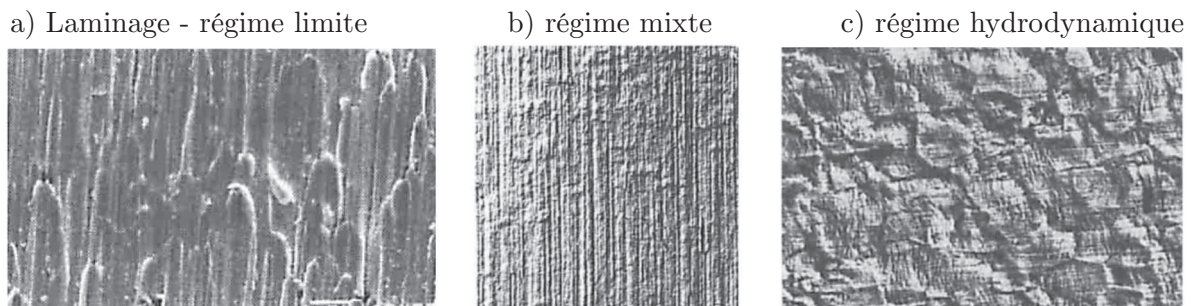 a) Laminage - régime limite
b) régime mixte
c) régime hydrodynamique